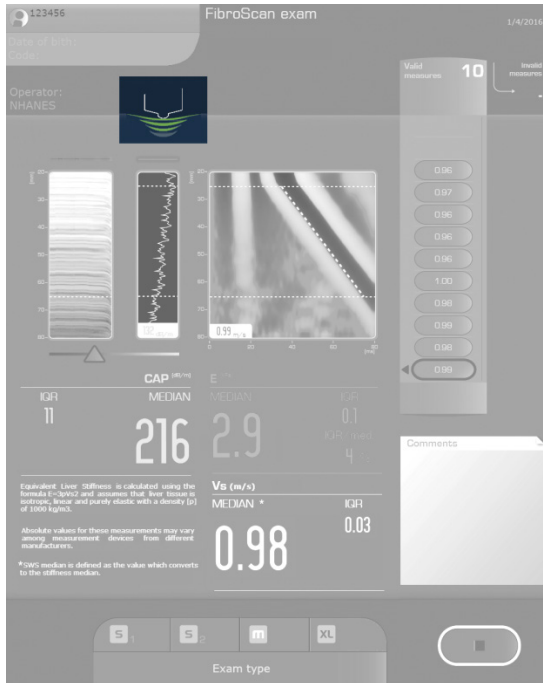 123456
FibroScan exam
1/4/2016
Date of bith:
Code:
Operator:
NHANES
Valid
measures
10
Invalid
measures
0.96
0.97
0.98
0.96
0.96
1.00
0.98
0.99
0.98
0.99
0.99 m/s
CAP (dB/m)
IQR
MEDIAN
11
216
E
MEDIAN
IQR
2.9
0.1
IQR/med
4
Equivalent Liver Stiffness is calculated using the
formula E=3pVs2 and assumes that liver tissue is
isotropic, linear and purely elastic with a density (p)
of 1000 kg/m3.
Absolute values for these measurements may vary
among measurement devices from different
manufacturers.
*SWS median is defined as the value which converts
to the stiffness median.
Vs (m/s)
MEDIAN *
IQR
0.98
0.03
Comments
S1
S2
m
XL
Exam type